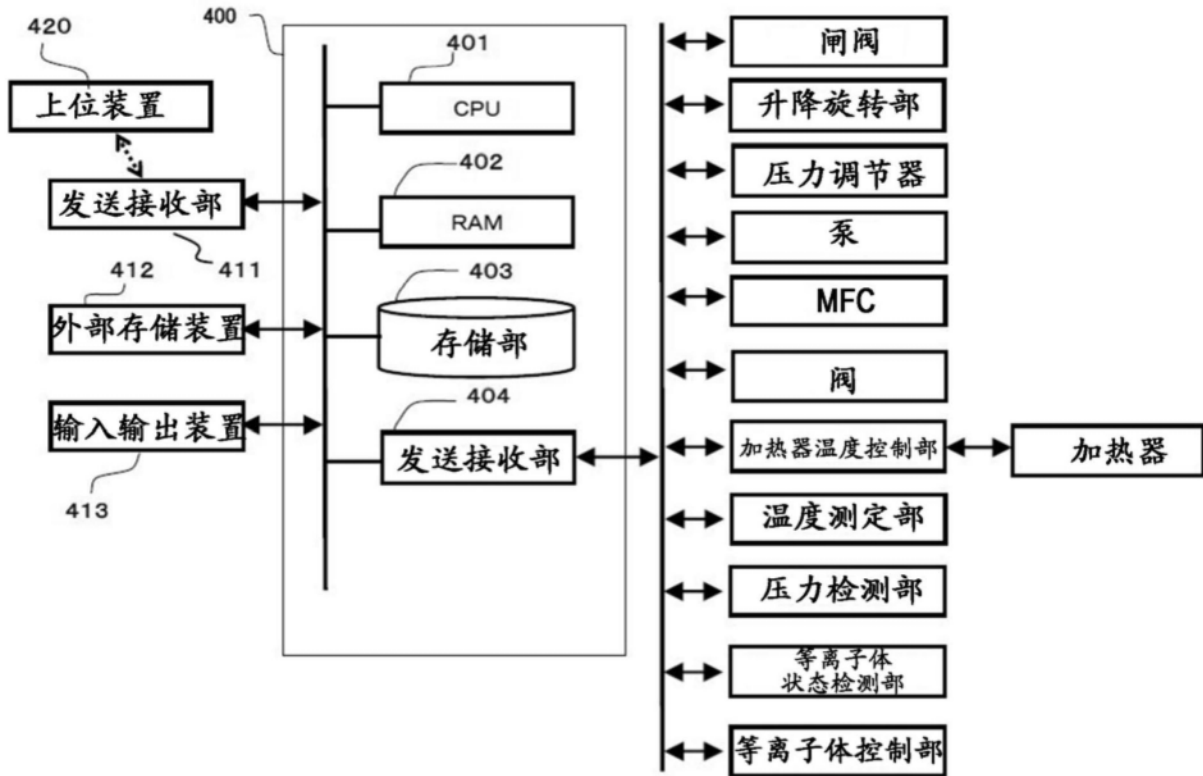 420
上位装置
发送接收部
411
412
外部存储装置
输入输出装置
413
400
401
CPU
402
RAM
403
存储部
404
发送接收部
闸阀
升降旋转部
压力调节器
泵
MFC
阀
加热器温度控制部
加热器
温度测定部
压力检测部
等离子体
状态检测部
等离子体控制部